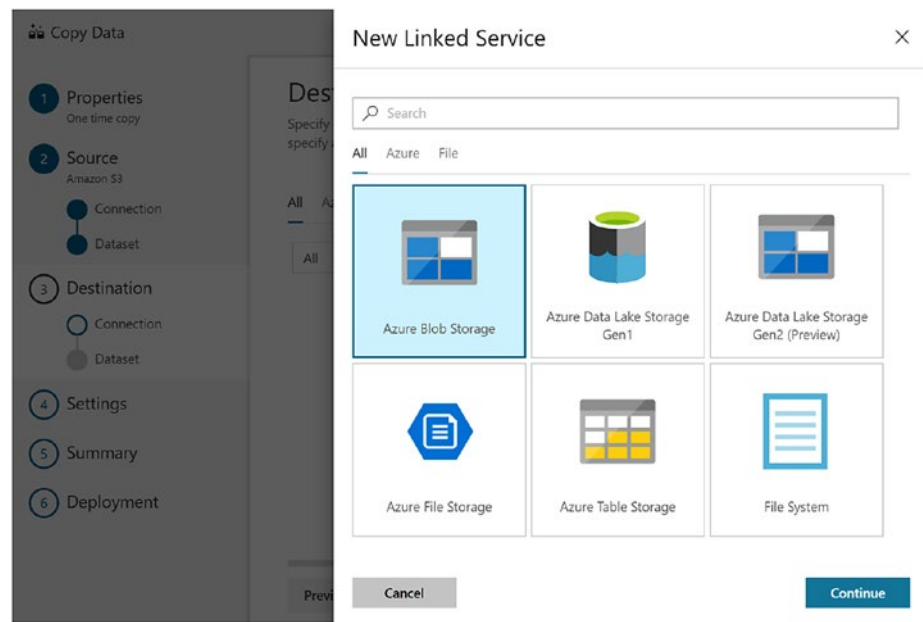 Copy Data
1 Properties
One time copy
2 Source
Amazon S3
Connection
Dataset
3 Destination
Connection
Dataset
4 Settings
5 Summary
6 Deployment
Des
Specify
specify
All
All
Previ
New Linked Service
Search
All Azure File
Azure Blob Storage
Azure Data Lake Storage
Gen1
Azure Data Lake Storage
Gen2 (Preview)
Azure File Storage
Azure Table Storage
File System
Cancel
Continue